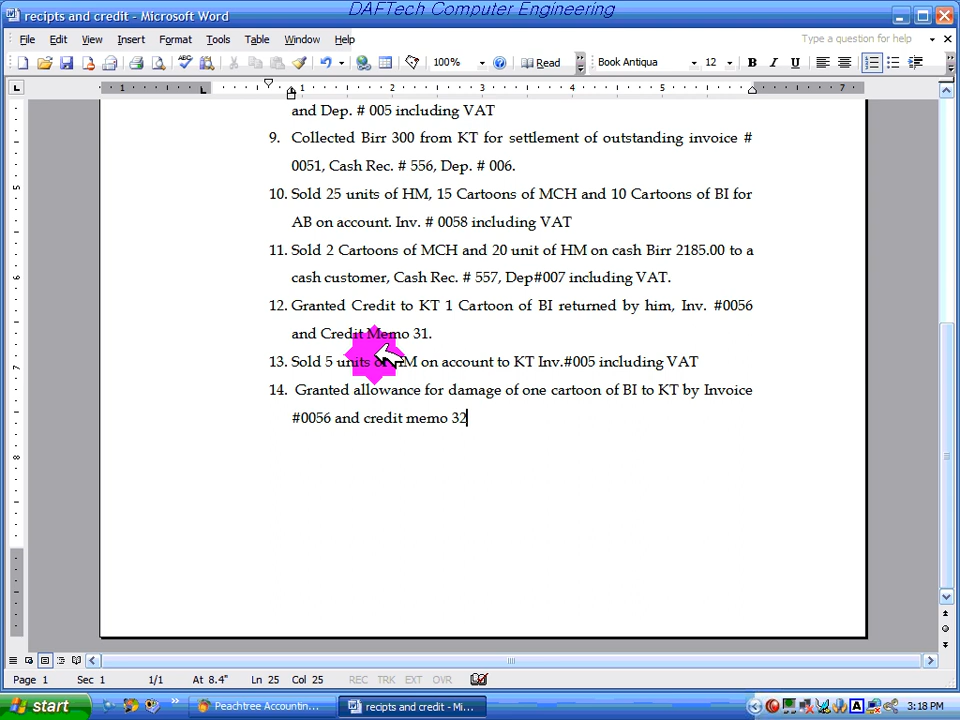 DAFTech Computer Engineering
recipts and credit - Microsoft Word
File Edit View Insert Format Tools Table Window Help Type a question for help
100% Read Book Antiqua 12 B I U
1 1 2 3 4 5 7
and Dep. # 005 including VAT
9. Collected Birr 300 from KT for settlement of outstanding invoice #
0051, Cash Rec. # 556, Dep. # 006.
10. Sold 25 units of HM, 15 Cartoons of MCH and 10 Cartoons of BI for
AB on account. Inv. # 0058 including VAT
11. Sold 2 Cartoons of MCH and 20 unit of HM on cash Birr 2185.00 to a
cash customer, Cash Rec. # 557, Dep#007 including VAT.
12. Granted Credit to KT 1 Cartoon of BI returned by him, Inv. #0056
and Credit Memo 31.
13. Sold 5 units of HM on account to KT Inv.#005 including VAT
14. Granted allowance for damage of one cartoon of BI to KT by Invoice
#0056 and credit memo 32
Page 1 Sec 1 1/1 At 8.4" Ln 25 Col 25 REC TRK EXT OVR
start Peachtree Accountin... recipts and credit - Mi... 3:18 PM